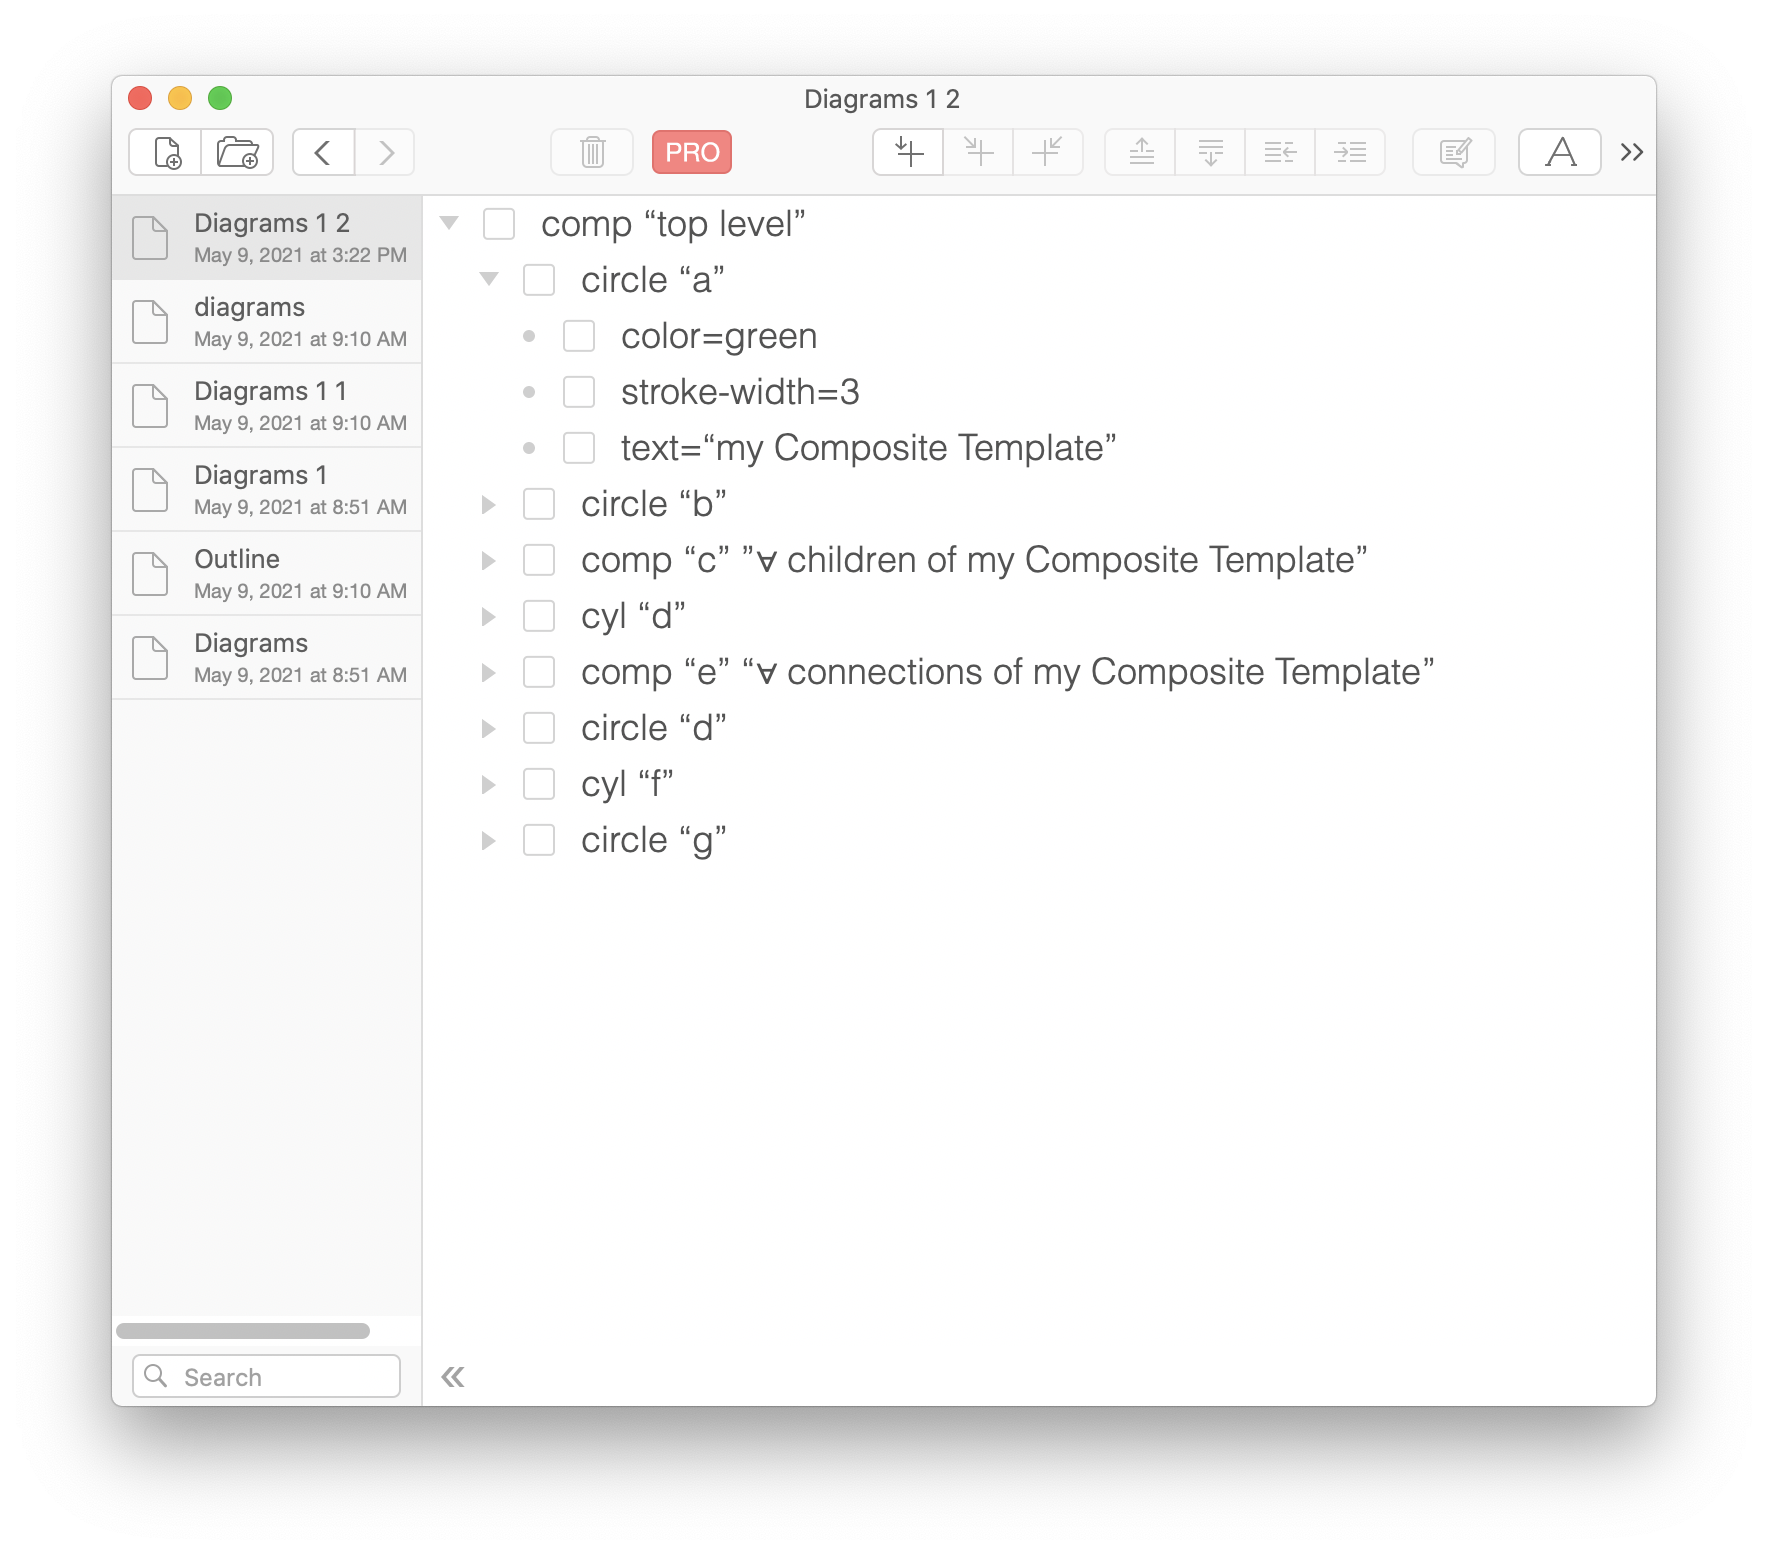 Diagrams 1 2
PRO
A
Diagrams 1 2
May 9, 2021 at 3:22 PM
diagrams
May 9, 2021 at 9:10 AM
Diagrams 1 1
May 9, 2021 at 9:10 AM
Diagrams 1
May 9, 2021 at 8:51 AM
Outline
May 9, 2021 at 9:10 AM
Diagrams
May 9, 2021 at 8:51 AM
Search
comp “top level”
circle “a”
color=green
stroke-width=3
text=“my Composite Template”
circle “b”
comp “c” ”∀ children of my Composite Template”
cyl “d”
comp “e” “∀ connections of my Composite Template”
circle “d”
cyl “f”
circle “g”